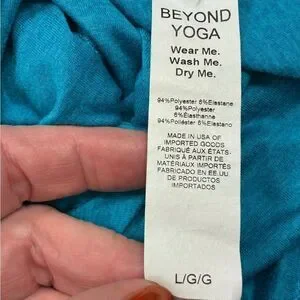 BEYOND
YOGA
Wear Me.
Wash Me.
Dry Me.
94%Polyester 6%Elastane
94%Polyester
6%Élasthanne
94%Poliéster 6%Elastano
MADE IN USA OF
IMPORTED GOODS
FABRIQUÉ AUX ÉTATS-
UNIS À PARTIR DE
MATÉRIAUX IMPORTÉS
FABRICADO EN EE.UU
DE PRODUCTOS
IMPORTADOS
L/G/G